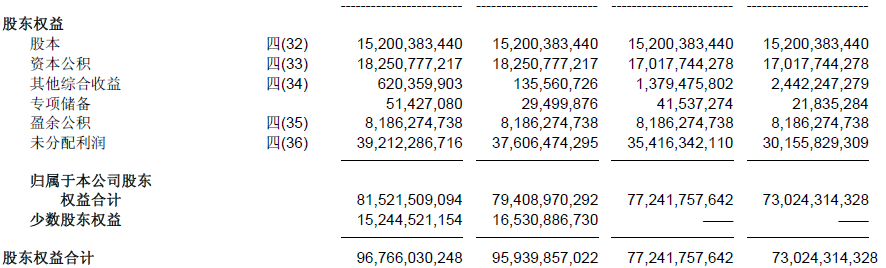 股东权益
股本 四(32) 15,200,383,440 15,200,383,440 15,200,383,440 15,200,383,440
资本公积 四(33) 18,250,777,217 18,250,777,217 17,017,744,278 17,017,744,278
其他综合收益 四(34) 620,359,903 135,560,726 1,379,475,802 2,442,247,279
专项储备 51,427,080 29,499,876 41,537,274 21,835,284
盈余公积 四(35) 8,186,274,738 8,186,274,738 8,186,274,738 8,186,274,738
未分配利润 四(36) 39,212,286,716 37,606,474,295 35,416,342,110 30,155,829,309
归属于本公司股东
权益合计 81,521,509,094 79,408,970,292 77,241,757,642 73,024,314,328
少数股东权益 15,244,521,154 16,530,886,730 —— ——
股东权益合计 96,766,030,248 95,939,857,022 77,241,757,642 73,024,314,328